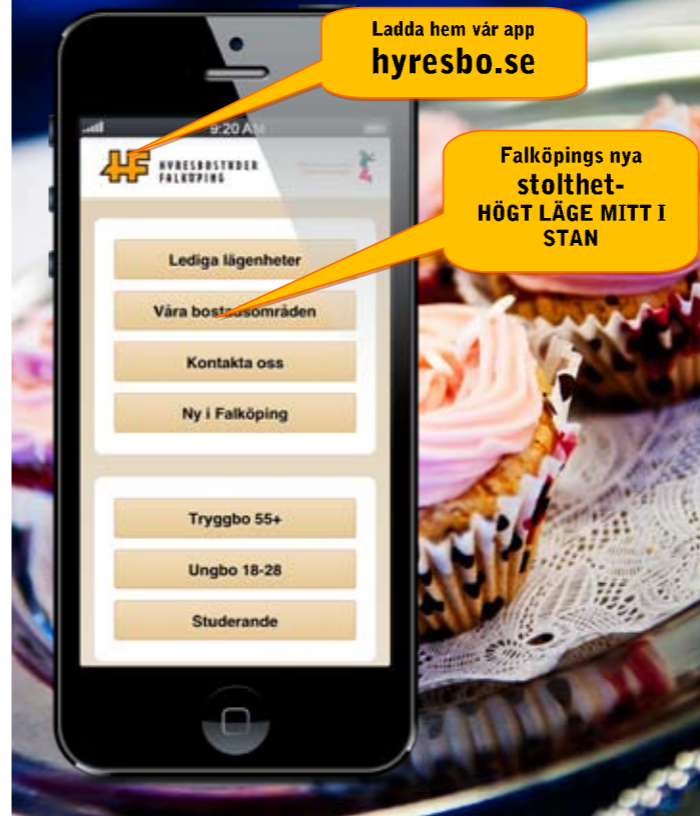 Ladda hem vår app
hyresbo.se
Falköpings nya
stolthet-
HÖGT LÄGE MITT I
STAN
9:20 AM
HF HYRESBOSTÄDER
FALKÖPING
Lediga lägenheter
Våra bostadsområden
Kontakta oss
Ny i Falköping
Tryggbo 55+
Ungbo 18-28
Studerande